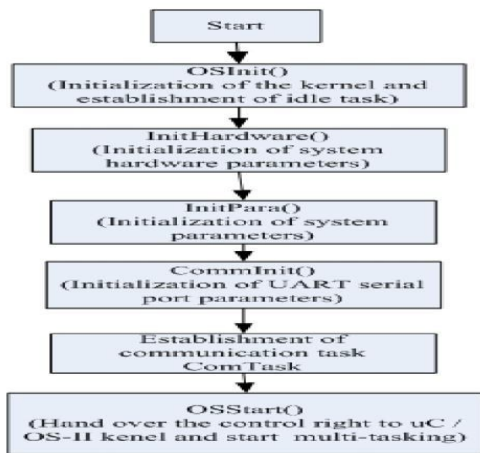 Start
OSInit()
(Initialization of the kernel and
establishment of idle task)
InitHardware()
(Initialization of system
hardware parameters)
InitPara()
(Initialization of system
parameters)
CommInit()
(Initialization of UART serial
port parameters)
Establishment of
communication task
ComTask
OSStart()
(Hand over the control right to uC /
OS-II kenel and start multi-tasking)